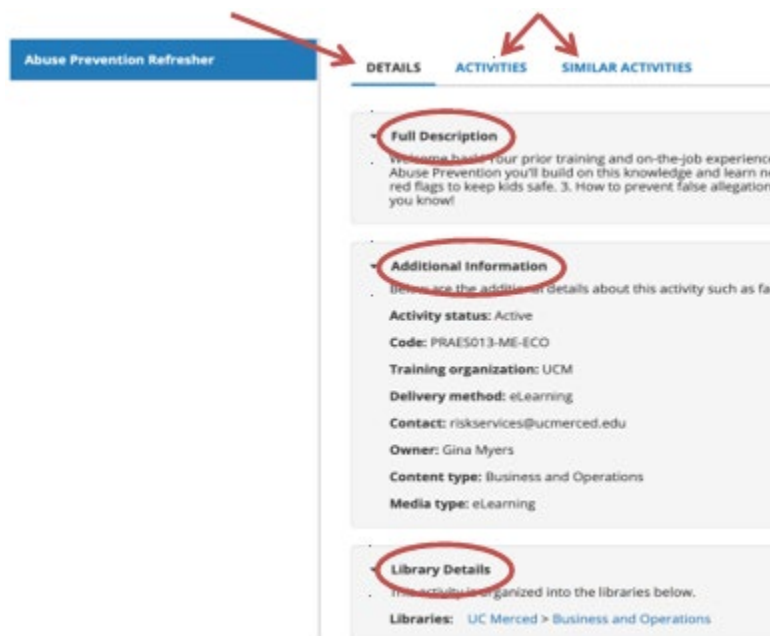 Abuse Prevention Refresher
DETAILS ACTIVITIES SIMILAR ACTIVITIES
Full Description
Welcome back! Your prior training and on-the-job experience
Abuse Prevention you'll build on this knowledge and learn
red flags to keep kids safe. 3. How to prevent false allegation
you know!
Additional Information
Below are the additional details about this activity such as
Activity status: Active
Code: PRAES013-ME-ECO
Training organization: UCM
Delivery method: eLearning
Contact: riskservices@ucmerced.edu
Owner: Gina Myers
Content type: Business and Operations
Media type: eLearning
Library Details
This activity is organized into the libraries below.
Libraries: UC Merced > Business and Operations